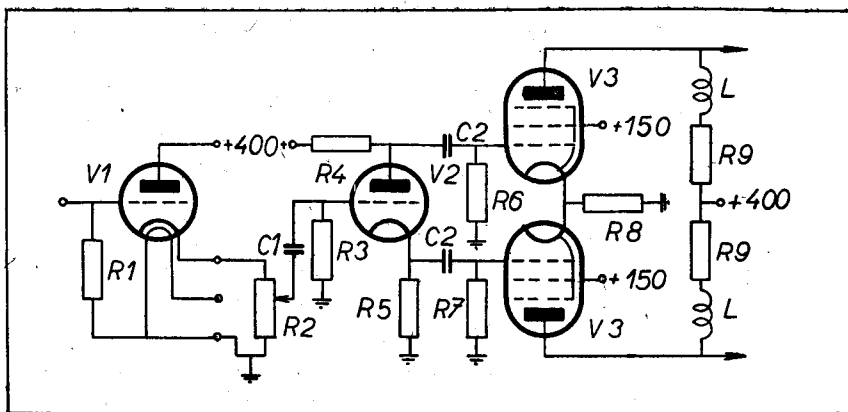 V3
L
+400+
C2
+150
V1
R4
V2
R9
R6
+400
C1
R8
R1
R3
C2
R9
R2
R5
R7
+150
V3
L